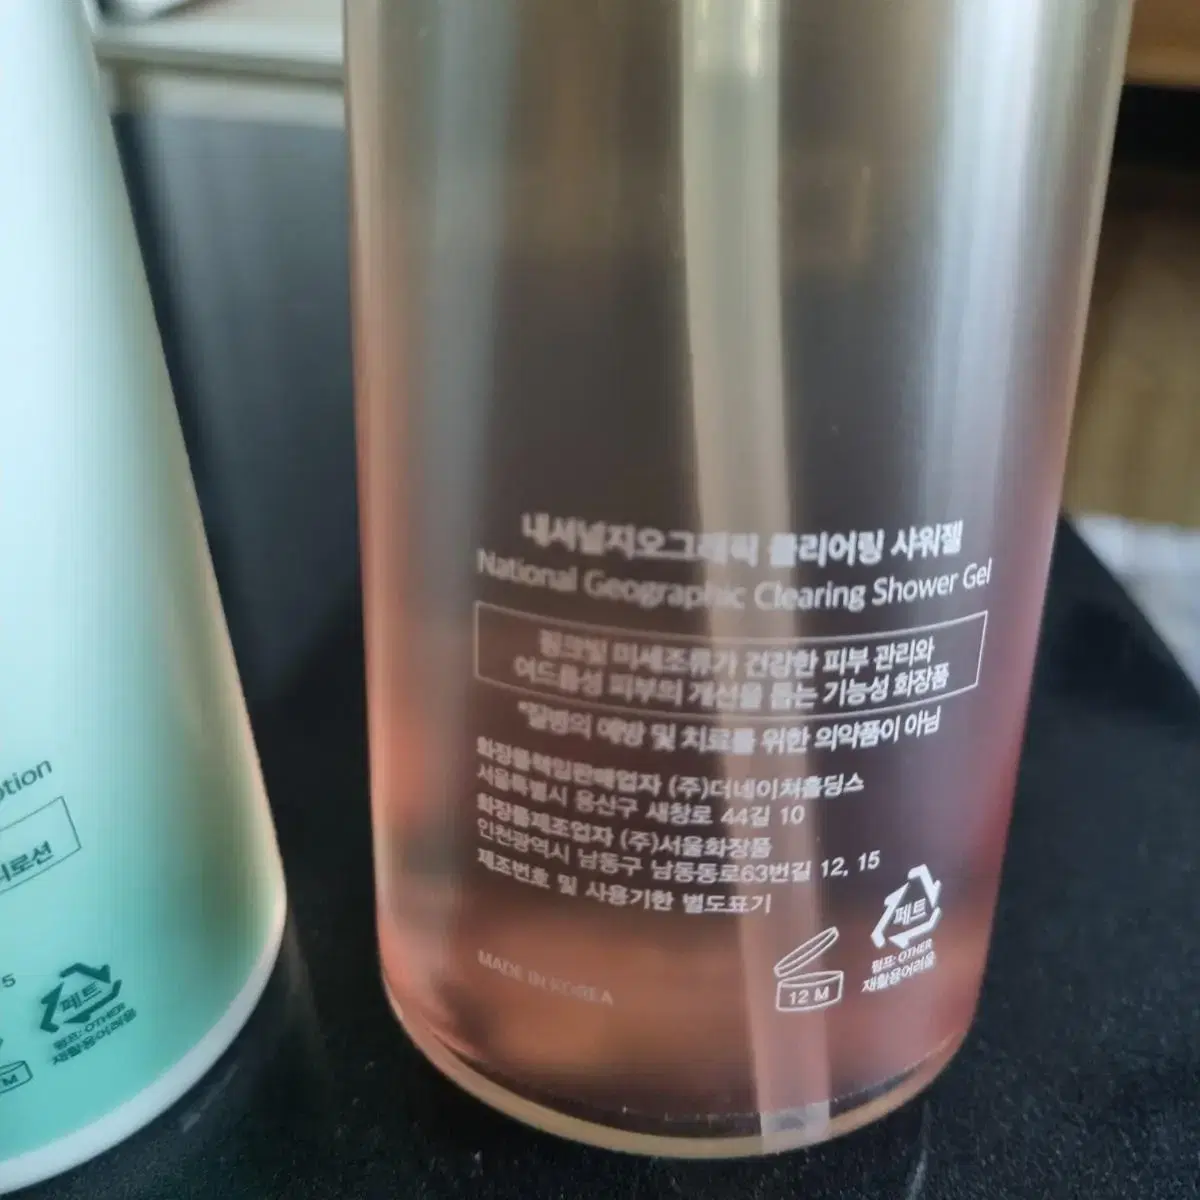 내셔널지오그래픽 클리어링 샤워젤
National Geographic Clearing Shower Gel
핑크빛 미세조류가 건강한 피부 관리와
여드름성 피부의 개선을 돕는 기능성 화장품
*질병의 예방 및 치료를 위한 의약품이 아님
화장품책임판매업자 (주)더네이쳐홀딩스
서울특별시 용산구 새창로 44길 10
화장품제조업자 (주)서울화장품
인천광역시 남동구 남동동로63번길 12, 15
제조번호 및 사용기한 별도표기
MADE IN KOREA
12 M
페트
펌프: OTHER
재활용어려움
otion
로션
5
페트
펌프: OTHER
재활용어려움
M